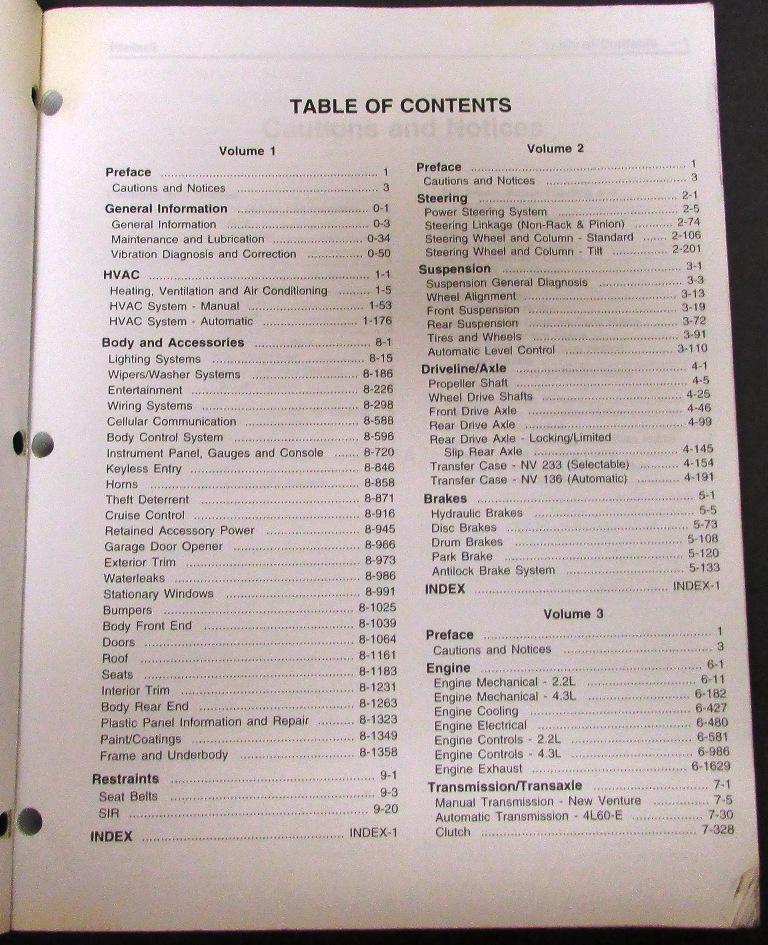 TABLE OF CONTENTS
Volume 1
Preface ........ 1
Cautions and Notices ........ 3
General Information ........ 0-1
General Information ........ 0-3
Maintenance and Lubrication ........ 0-34
Vibration Diagnosis and Correction ........ 0-50
HVAC ........ 1-1
Heating, Ventilation and Air Conditioning ........ 1-5
HVAC System - Manual ........ 1-53
HVAC System - Automatic ........ 1-176
Body and Accessories ........ 8-1
Lighting Systems ........ 8-15
Wipers/Washer Systems ........ 8-186
Entertainment ........ 8-226
Wiring Systems ........ 8-298
Cellular Communication ........ 8-588
Body Control System ........ 8-596
Instrument Panel, Gauges and Console ........ 8-720
Keyless Entry ........ 8-846
Horns ........ 8-858
Theft Deterrent ........ 8-871
Cruise Control ........ 8-916
Retained Accessory Power ........ 8-945
Garage Door Opener ........ 8-966
Exterior Trim ........ 8-973
Waterleaks ........ 8-986
Stationary Windows ........ 8-991
Bumpers ........ 8-1025
Body Front End ........ 8-1039
Doors ........ 8-1064
Roof ........ 8-1161
Seats ........ 8-1183
Interior Trim ........ 8-1231
Body Rear End ........ 8-1263
Plastic Panel Information and Repair ........ 8-1323
Paint/Coatings ........ 8-1349
Frame and Underbody ........ 8-1358
Restraints ........ 9-1
Seat Belts ........ 9-3
SIR ........ 9-20
INDEX ........ INDEX-1
Volume 2
Preface ........ 1
Cautions and Notices ........ 3
Steering ........ 2-1
Power Steering System ........ 2-5
Steering Linkage (Non-Rack & Pinion) ........ 2-74
Steering Wheel and Column - Standard ........ 2-106
Steering Wheel and Column - Tilt ........ 2-201
Suspension ........ 3-1
Suspension General Diagnosis ........ 3-3
Wheel Alignment ........ 3-13
Front Suspension ........ 3-19
Rear Suspension ........ 3-72
Tires and Wheels ........ 3-91
Automatic Level Control ........ 3-110
Driveline/Axle ........ 4-1
Propeller Shaft ........ 4-5
Wheel Drive Shafts ........ 4-25
Front Drive Axle ........ 4-46
Rear Drive Axle ........ 4-99
Rear Drive Axle - Locking/Limited
Slip Rear Axle ........ 4-145
Transfer Case - NV 233 (Selectable) ........ 4-154
Transfer Case - NV 136 (Automatic) ........ 4-191
Brakes ........ 5-1
Hydraulic Brakes ........ 5-5
Disc Brakes ........ 5-73
Drum Brakes ........ 5-108
Park Brake ........ 5-120
Antilock Brake System ........ 5-133
INDEX ........ INDEX-1
Volume 3
Preface ........ 1
Cautions and Notices ........ 3
Engine ........ 6-1
Engine Mechanical - 2.2L ........ 6-11
Engine Mechanical - 4.3L ........ 6-182
Engine Cooling ........ 6-427
Engine Electrical ........ 6-480
Engine Controls - 2.2L ........ 6-581
Engine Controls - 4.3L ........ 6-986
Engine Exhaust ........ 6-1629
Transmission/Transaxle ........ 7-1
Manual Transmission - New Venture ........ 7-5
Automatic Transmission - 4L60-E ........ 7-30
Clutch ........ 7-328